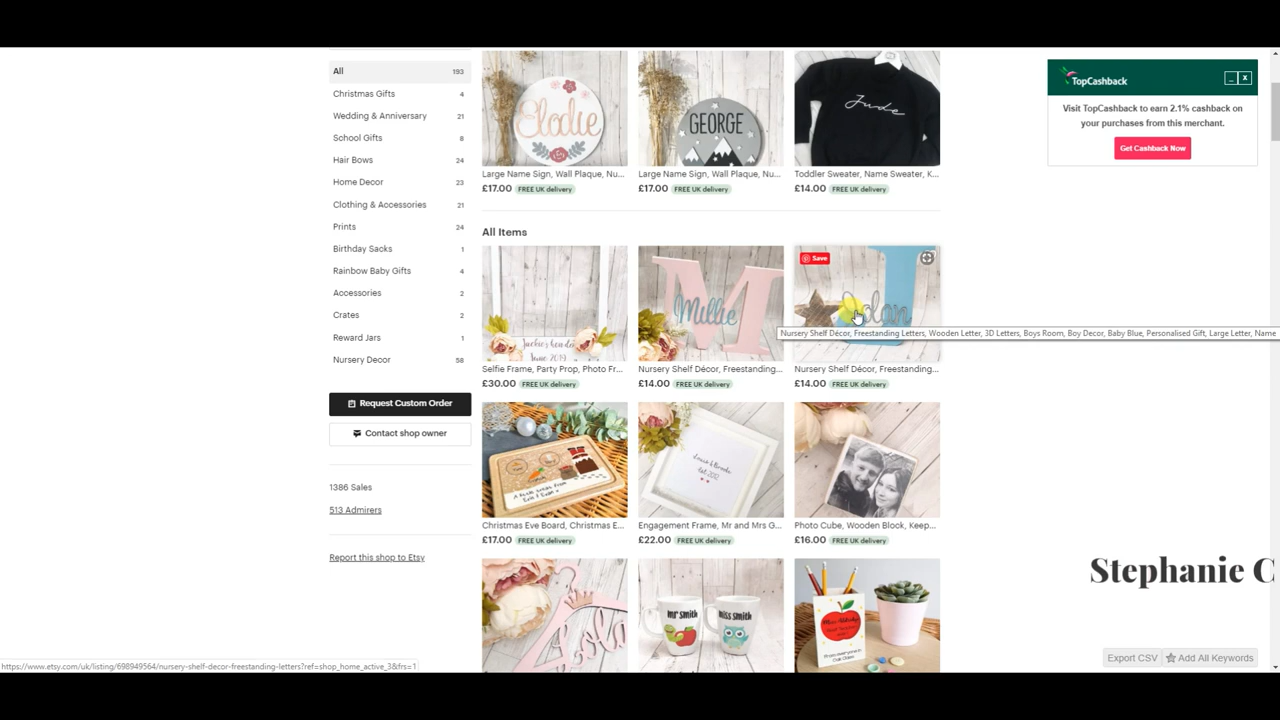 All 193
Christmas Gifts 4
Wedding & Anniversary 21
School Gifts 8
Hair Bows 24
Home Decor 23
Clothing & Accessories 21
Prints 24
Birthday Sacks 1
Rainbow Baby Gifts 4
Accessories 2
Crates 2
Reward Jars 1
Nursery Decor 58
Request Custom Order
Contact shop owner
1386 Sales
513 Admirers
Report this shop to Etsy
Elodie
GEORGE
Jude
Large Name Sign, Wall Plaque, Nu...
£17.00 FREE UK delivery
Large Name Sign, Wall Plaque, Nu...
£17.00 FREE UK delivery
Toddler Sweater, Name Sweater, K...
£14.00 FREE UK delivery
All Items
June 2019
Millie
M
Save
Nursery Shelf Décor, Freestanding Letters, Wooden Letter, 3D Letters, Boys Room, Boy Decor, Baby Blue, Personalised Gift, Large Letter, Name
Selfie Frame, Party Prop, Photo Fr...
£30.00 FREE UK delivery
Nursery Shelf Décor, Freestanding...
£14.00 FREE UK delivery
Nursery Shelf Décor, Freestanding...
£14.00 FREE UK delivery
Christmas Eve Board, Christmas E...
£17.00 FREE UK delivery
Engagement Frame, Mr and Mrs G...
£22.00 FREE UK delivery
Photo Cube, Wooden Block, Keep...
£16.00 FREE UK delivery
Mr Smith
Miss Smith
TopCashback
_ X
Visit TopCashback to earn 2.1% cashback on
your purchases from this merchant.
Get Cashback Now
Stephanie C
Export CSV Add All Keywords
https://www.etsy.com/uk/listing/698949564/nursery-shelf-decor-freestanding-letters?ref=shop_home_active_3&frs=1